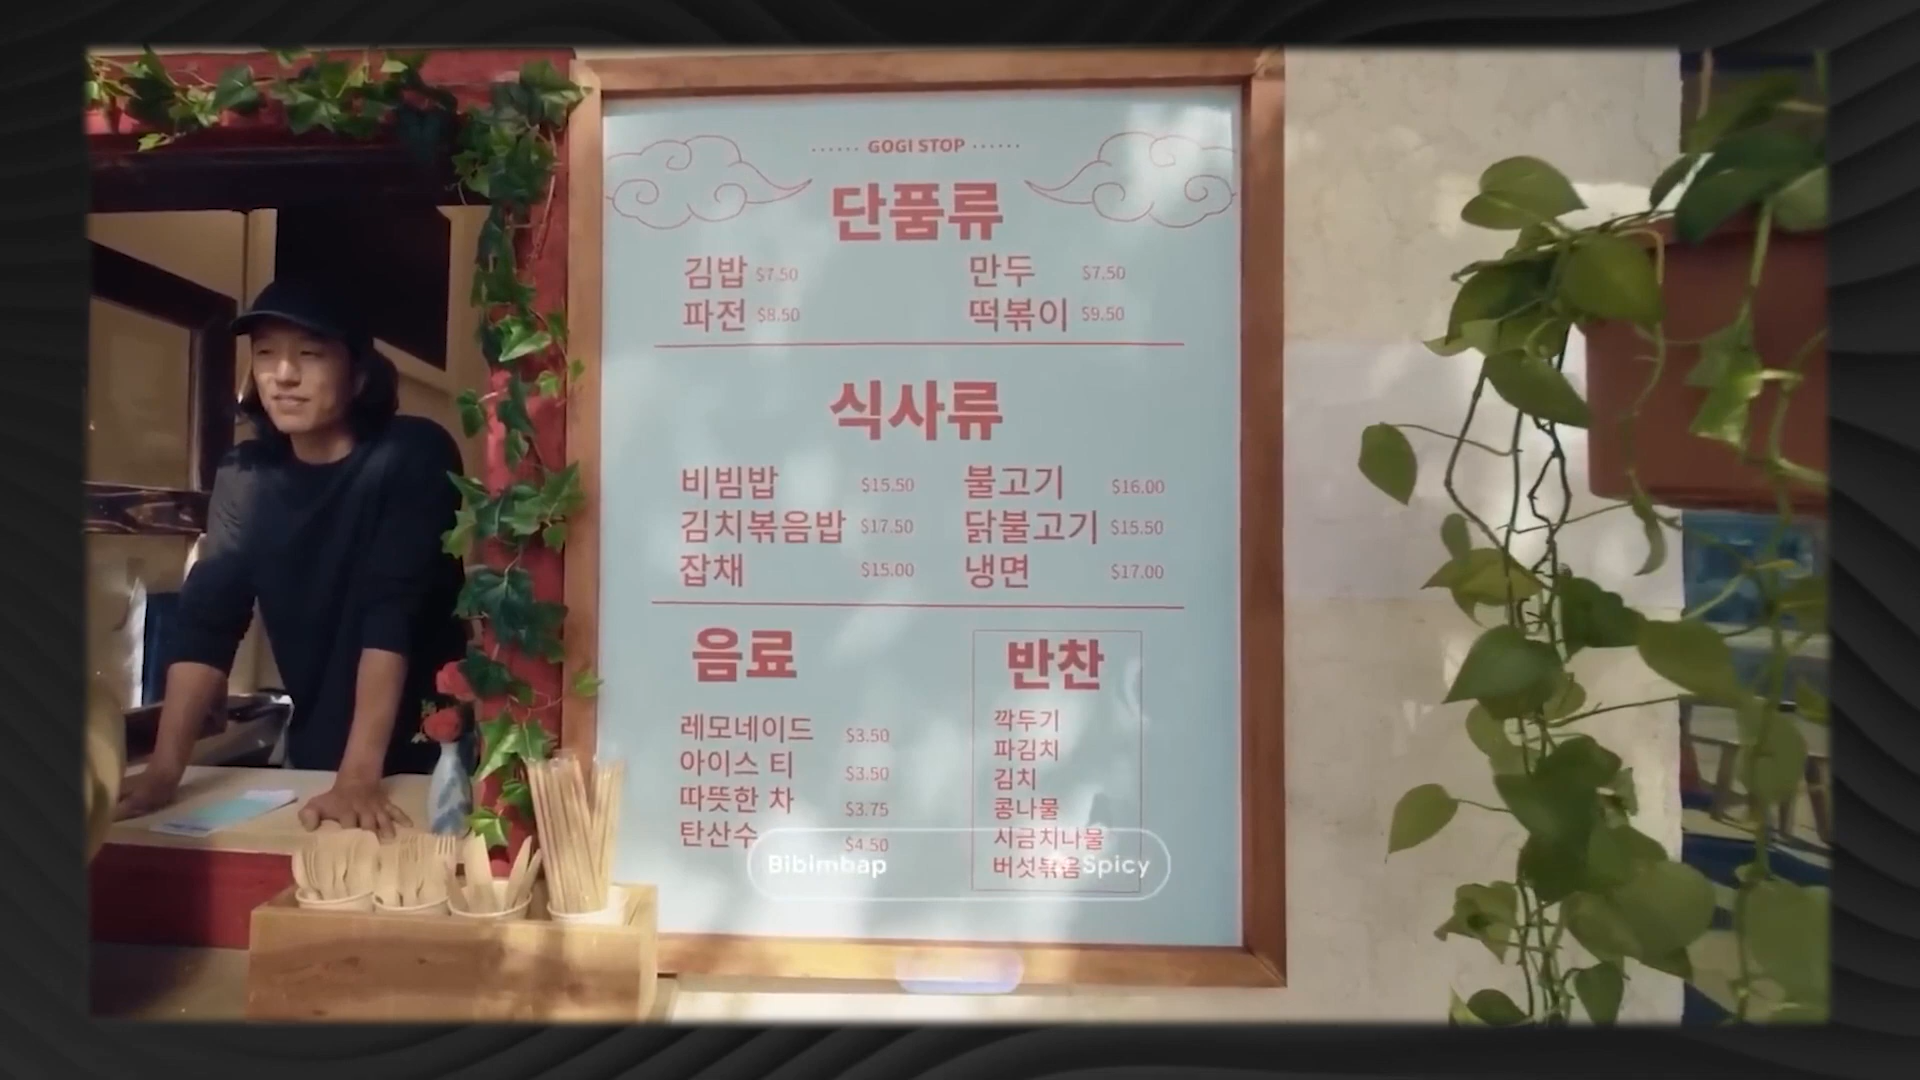 GOGI STOP
단품류
김밥 $7.50 만두 $7.50
파전 $8.50 떡볶이 $9.50
식사류
비빔밥 $15.50 불고기 $16.00
김치볶음밥 $17.50 닭불고기 $15.50
잡채 $15.00 냉면 $17.00
음료
레모네이드 $3.50
아이스 티 $3.50
따뜻한 차 $3.75
탄산수 $4.50
반찬
깍두기
파김치
김치
콩나물
시금치나물
버섯볶음
Bibimbap Spicy